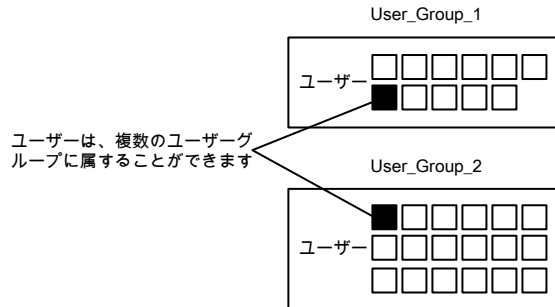 User_Group_1
ユーザー
ユーザーは、複数のユーザーグ
ループに属することができます
User_Group_2
ユーザー